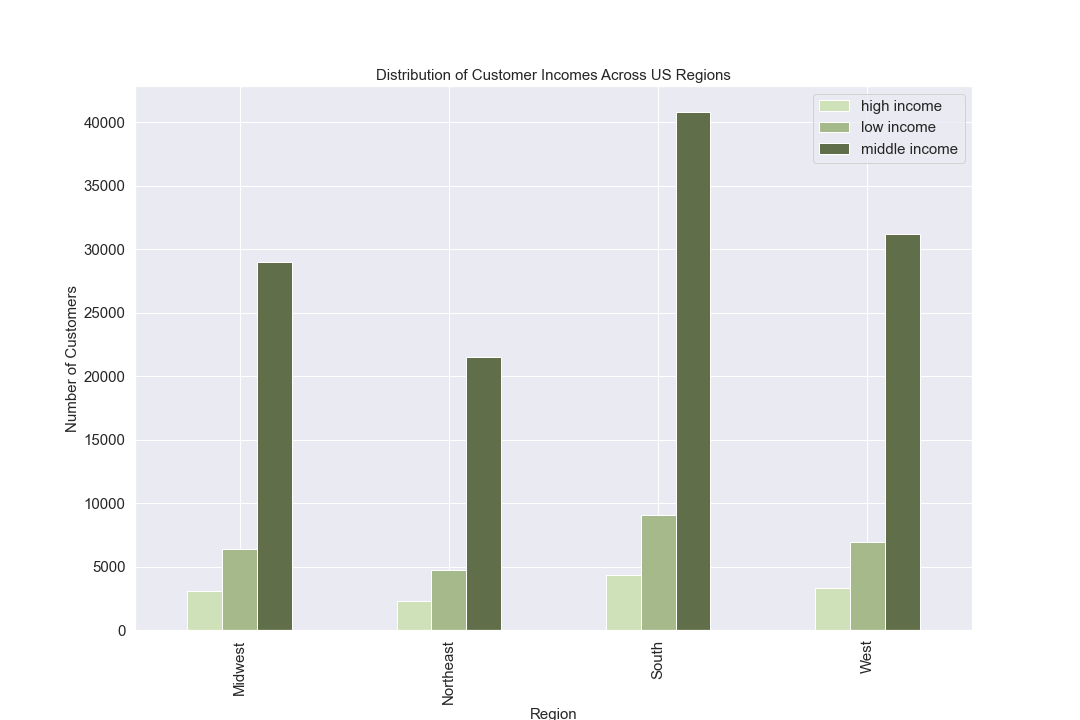 Distribution of Customer Incomes Across US Regions
high income
low income
middle income
40000
35000
30000
25000
20000
15000
10000
5000
0
Number of Customers
Midwest
Northeast
South
West
Region